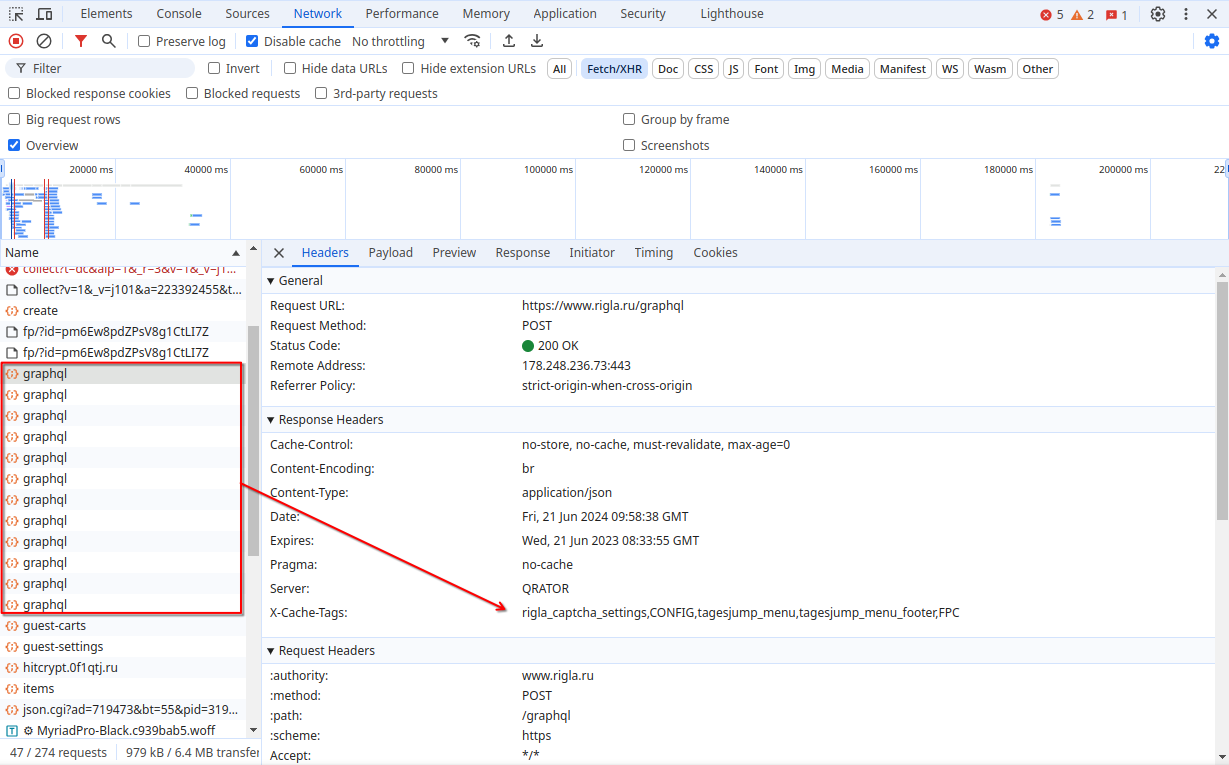 Elements Console Sources Network Performance Memory Application Security Lighthouse 5 2 1
Preserve log Disable cache No throttling
Filter Invert Hide data URLs Hide extension URLs All Fetch/XHR Doc CSS JS Font Img Media Manifest WS Wasm Other
Blocked response cookies Blocked requests 3rd-party requests
Big request rows Group by frame
Overview Screenshots
20000 ms 40000 ms 60000 ms 80000 ms 100000 ms 120000 ms 140000 ms 160000 ms 180000 ms 200000 ms 22
Name
collect?t=dc&aip=1&_r=3&v=1&_v=j1...
collect?v=1&_v=j101&a=223392455&t...
create
fp/?id=pm6Ew8pdZPsV8g1CtLI7Z
fp/?id=pm6Ew8pdZPsV8g1CtLI7Z
graphql
graphql
graphql
graphql
graphql
graphql
graphql
graphql
graphql
graphql
graphql
graphql
guest-carts
guest-settings
hitcrypt.0f1qtj.ru
items
json.cgi?ad=719473&bt=55&pid=319...
MyriadPro-Black.c939bab5.woff
47 / 274 requests 979 kB / 6.4 MB transfer
Headers Payload Preview Response Initiator Timing Cookies
General
Request URL: https://www.rigla.ru/graphql
Request Method: POST
Status Code: 200 OK
Remote Address: 178.248.236.73:443
Referrer Policy: strict-origin-when-cross-origin
Response Headers
Cache-Control: no-store, no-cache, must-revalidate, max-age=0
Content-Encoding: br
Content-Type: application/json
Date: Fri, 21 Jun 2024 09:58:38 GMT
Expires: Wed, 21 Jun 2023 08:33:55 GMT
Pragma: no-cache
Server: QRATOR
X-Cache-Tags: rigla_captcha_settings,CONFIG,tagesjump_menu,tagesjump_menu_footer,FPC
Request Headers
:authority: www.rigla.ru
:method: POST
:path: /graphql
:scheme: https
Accept: */*